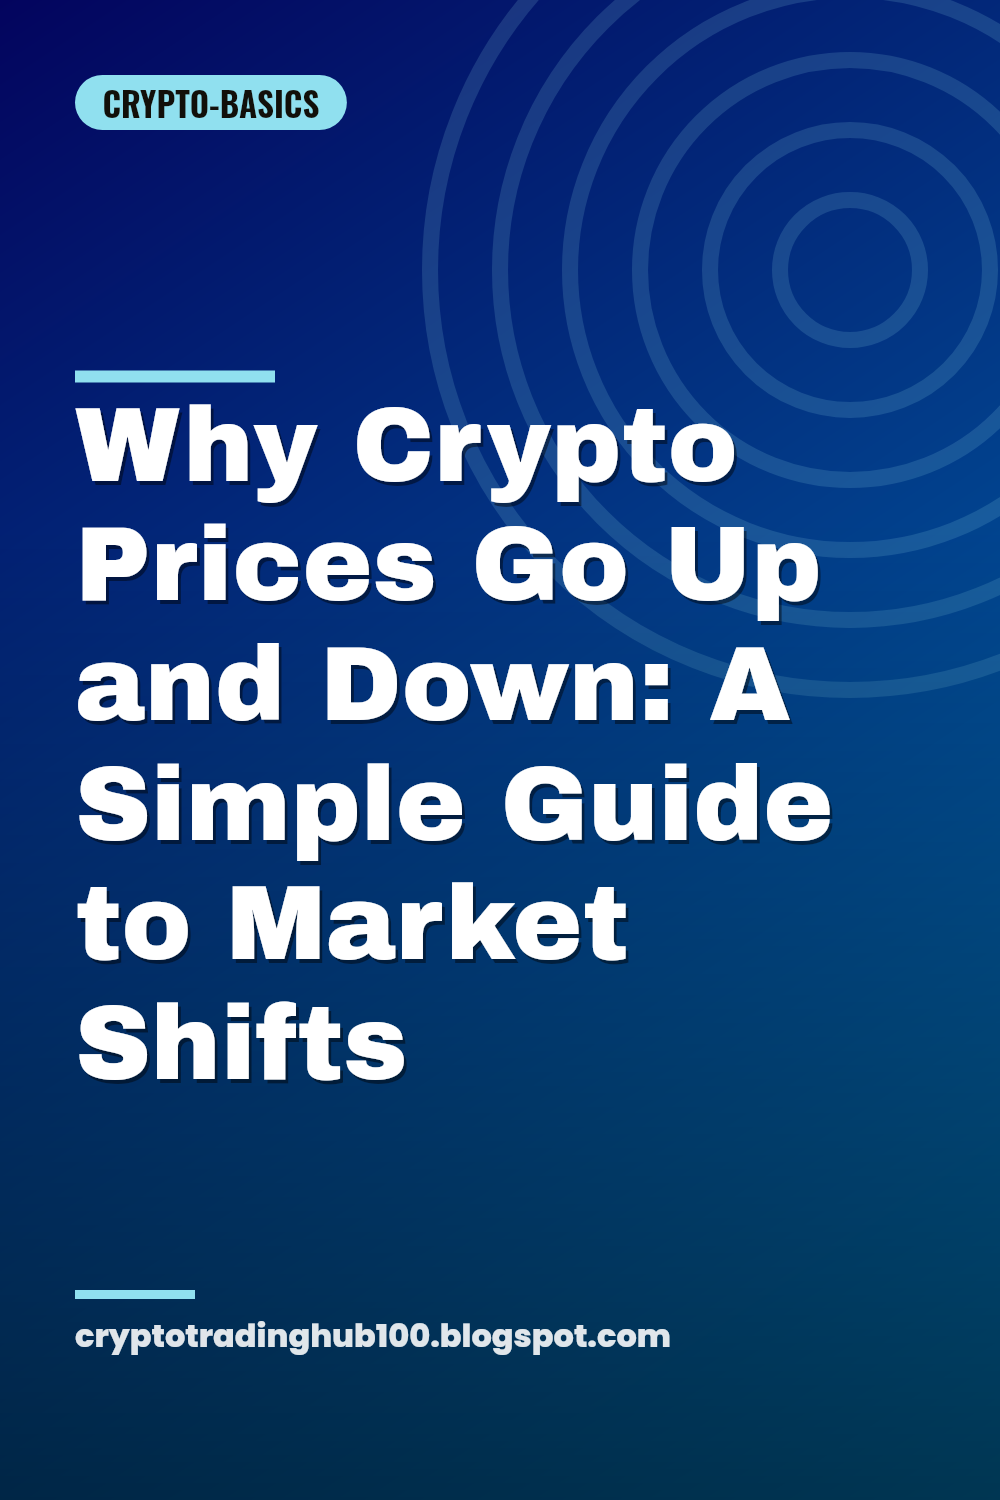 CRYPTO-BASICS
Why Crypto
Prices Go Up
and Down: A
Simple Guide
to Market
Shifts
cryptotradinghub100.blogspot.com